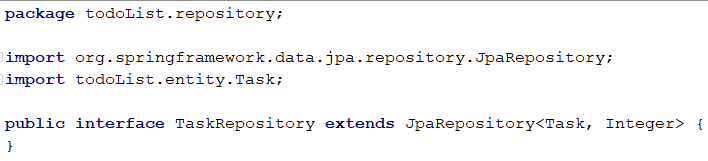 package todoList.repository;
import org.springframework.data.jpa.repository.JpaRepository;
import todoList.entity.Task;
public interface TaskRepository extends JpaRepository<Task, Integer> {
}